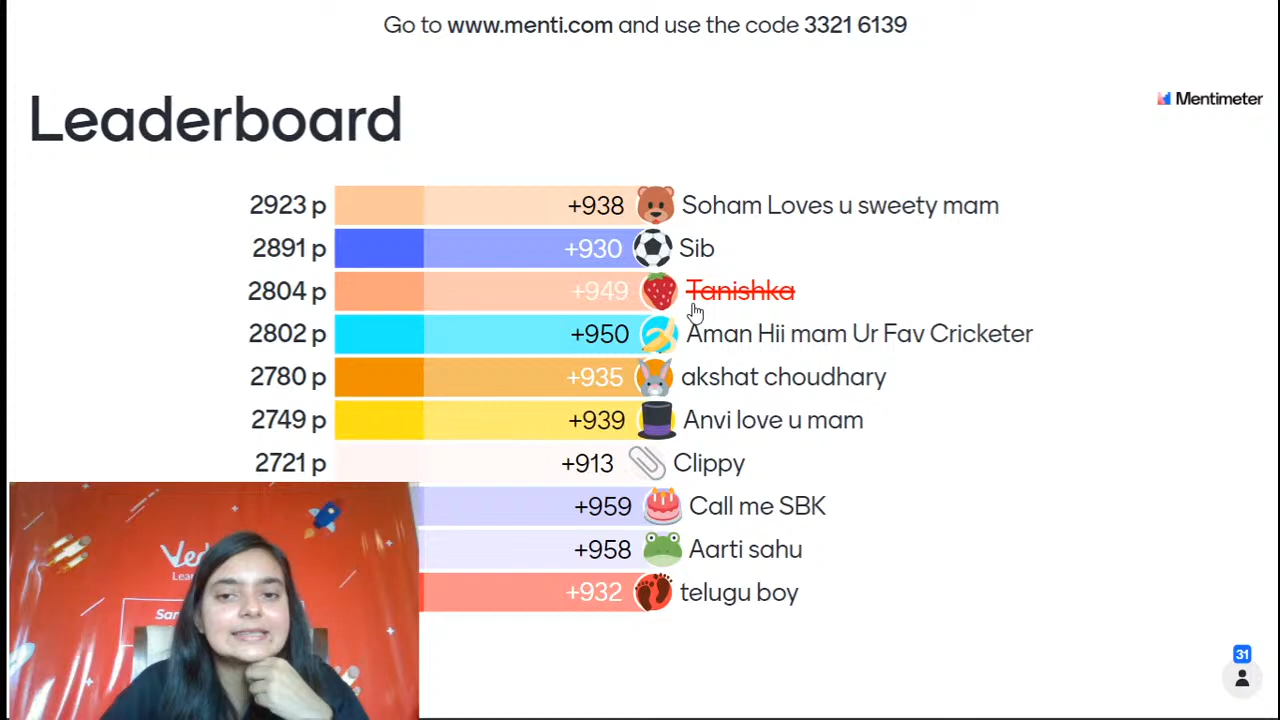 Go to www.menti.com and use the code 3321 6139
Mentimeter
Leaderboard
2923 p +938 Soham Loves u sweety mam
2891 p +930 Sib
2804 p +949 Tanishka
2802 p +950 Aman Hii mam Ur Fav Cricketer
2780 p +935 akshat choudhary
2749 p +939 Anvi love u mam
2721 p +913 Clippy
+959 Call me SBK
+958 Aarti sahu
+932 telugu boy
31